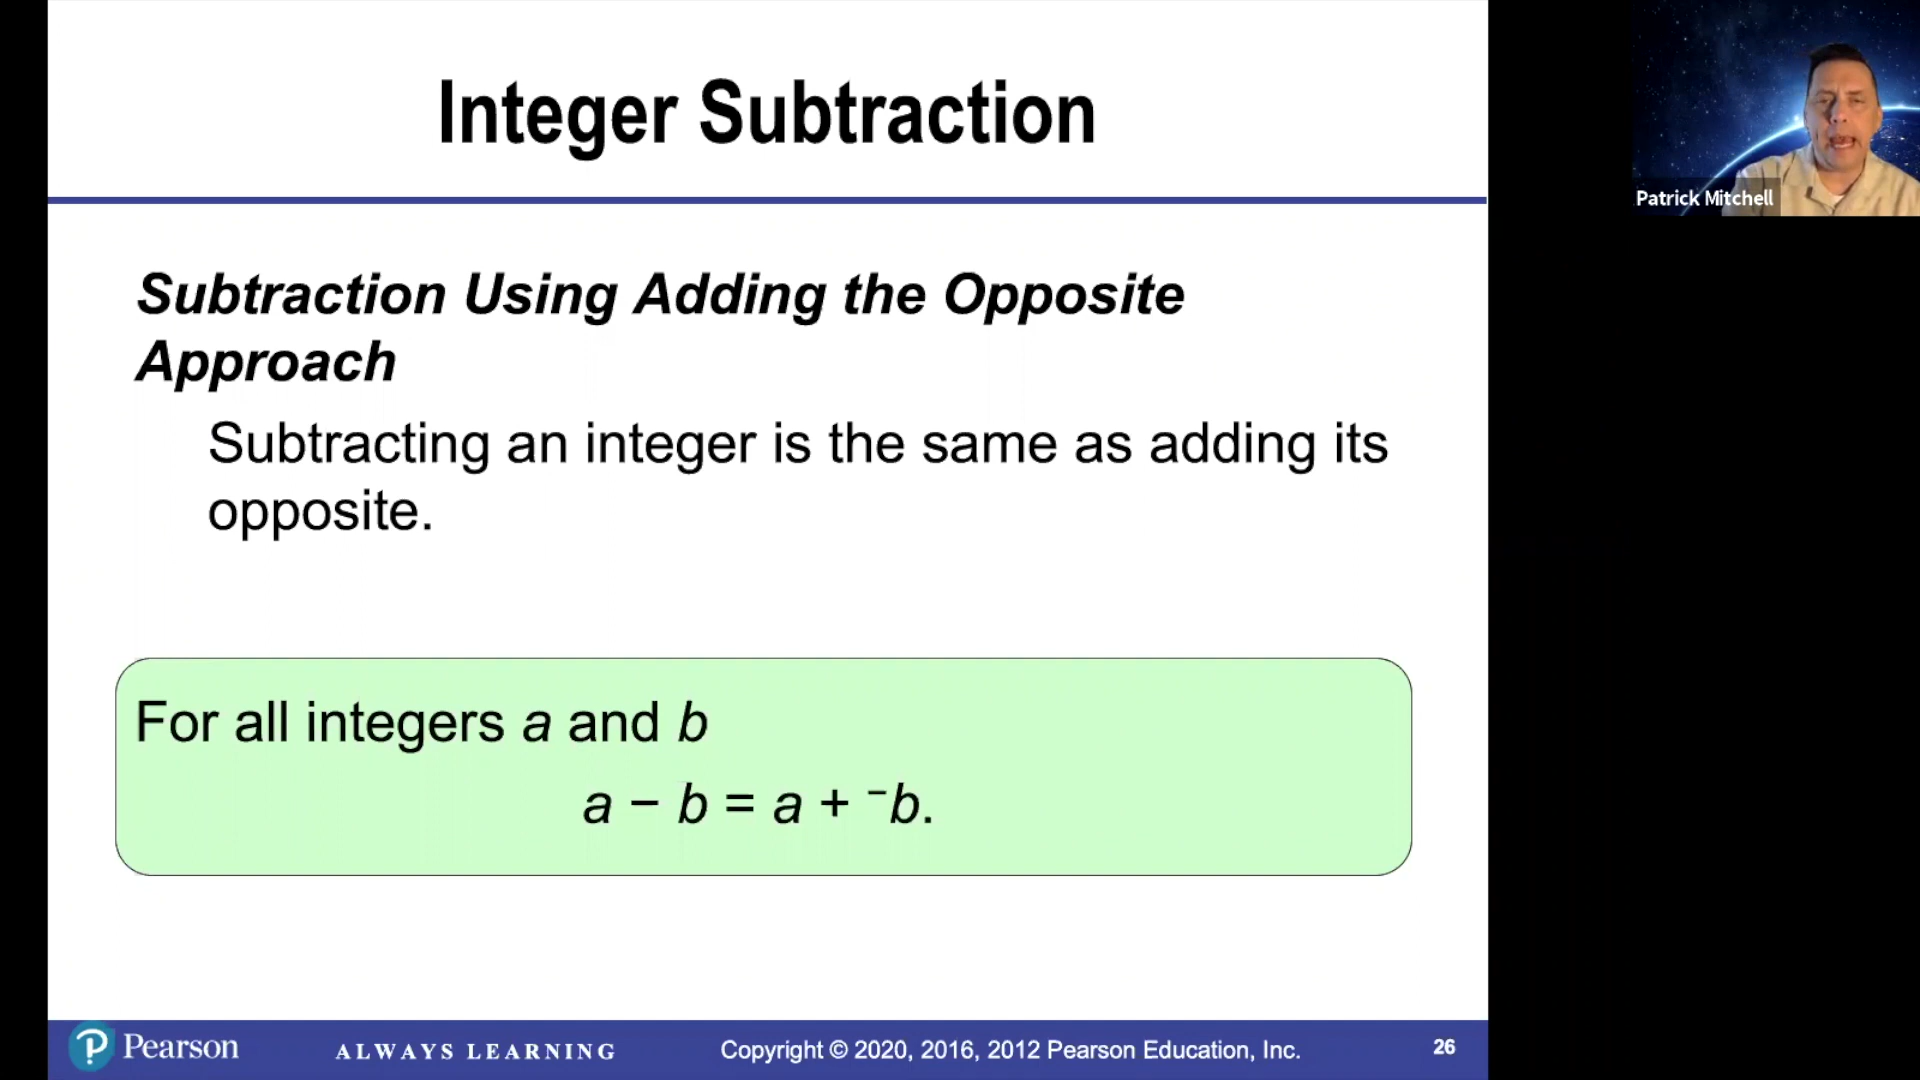 Integer Subtraction
Patrick Mitchell
Subtraction Using Adding the Opposite
Approach
Subtracting an integer is the same as adding its
opposite.
For all integers a and b
a − b = a + ⁻b.
Pearson
ALWAYS LEARNING
Copyright © 2020, 2016, 2012 Pearson Education, Inc.
26